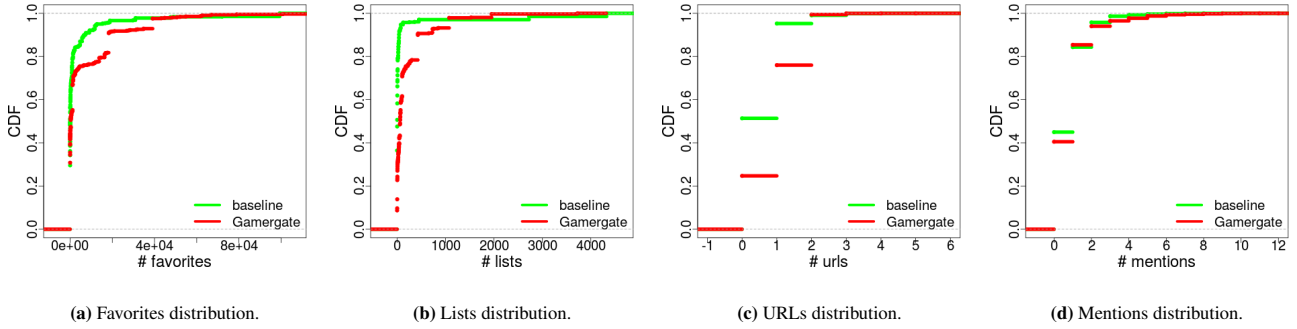 CDF
1.0
0.8
0.6
0.4
0.2
0.0
baseline
Gamergate
0e+00 4e+04 8e+04
# favorites
(a) Favorites distribution.
CDF
1.0
0.8
0.6
0.4
0.2
0.0
baseline
Gamergate
0 1000 2000 3000 4000
# lists
(b) Lists distribution.
CDF
1.0
0.8
0.6
0.4
0.2
0.0
baseline
Gamergate
-1 0 1 2 3 4 5 6
# urls
(c) URLs distribution.
CDF
1.0
0.8
0.6
0.4
0.2
0.0
baseline
Gamergate
0 2 4 6 8 10 12
# mentions
(d) Mentions distribution.